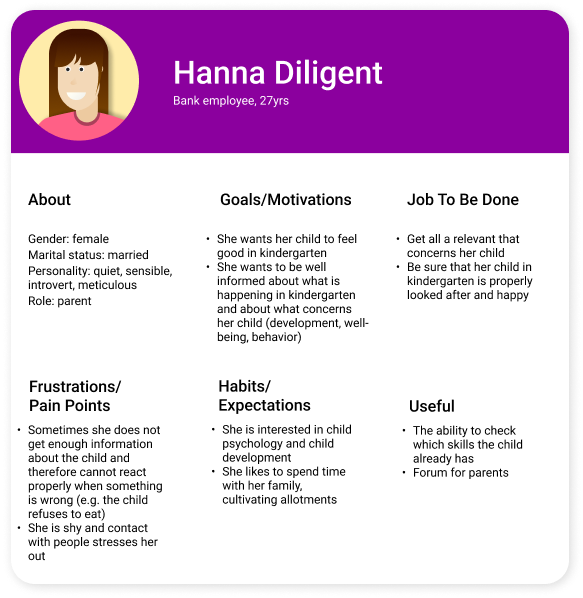 Hanna Diligent
Bank employee, 27yrs
About
Gender: female
Marital status: married
Personality: quiet, sensible,
introvert, meticulous
Role: parent
Goals/Motivations
• She wants her child to feel
good in kindergarten
• She wants to be well
informed about what is
happening in kindergarten
and about what concerns
her child (development, well-
being, behavior)
Job To Be Done
• Get all a relevant that
concerns her child
• Be sure that her child in
kindergarten is properly
looked after and happy
Frustrations/
Pain Points
• Sometimes she does not
get enough information
about the child and
therefore cannot react
properly when something
is wrong (e.g. the child
refuses to eat)
• She is shy and contact
with people stresses her
out
Habits/
Expectations
• She is interested in child
psychology and child
development
• She likes to spend time
with her family,
cultivating allotments
Useful
• The ability to check
which skills the child
already has
• Forum for parents